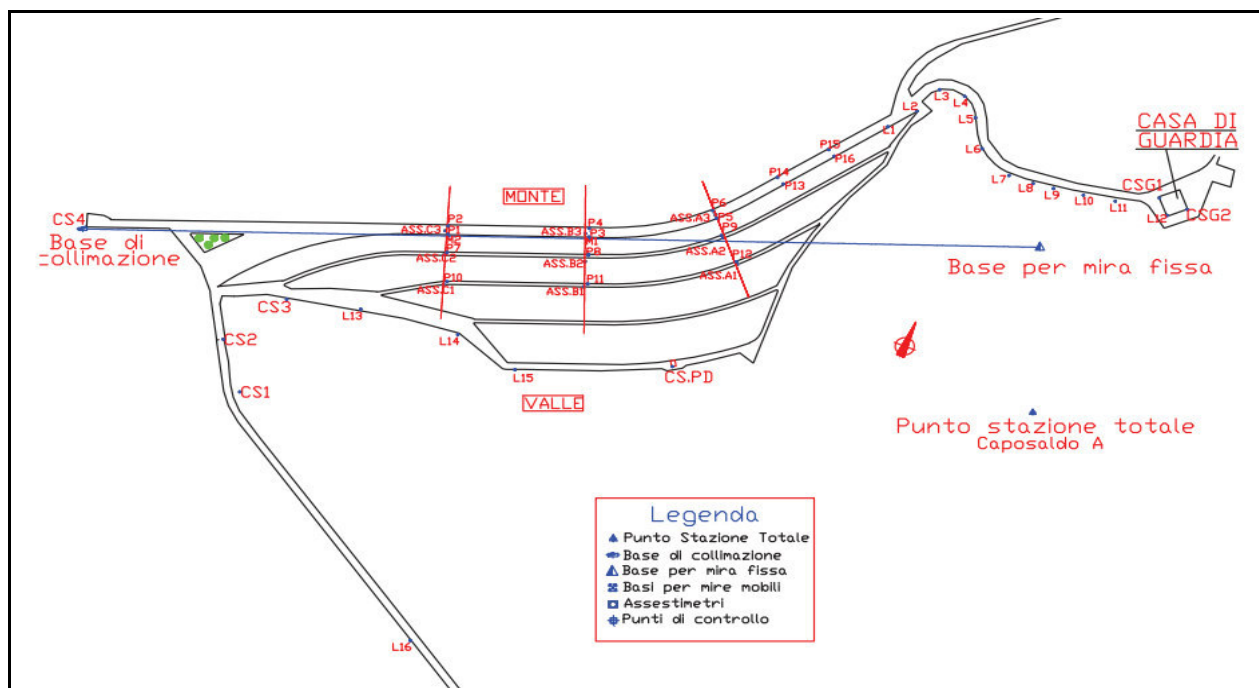 L3
L4
L2
L5
L1
CASA DI
GUARDIA
P15
P16
L6
P14
P13
L7
L8
L9
L10
L11
CSG1
L12
CSG2
MONTE
P6
P2
P4
CS4
ASS.C3
P1
ASS.B3
P3
ASS.A3
P5
Base di
collimazione
M1
P9
P7
P8
ASS.C2
ASS.B2
ASS.A2
P12
Base per mira fissa
ASS.A1
P10
P11
ASS.C1
ASS.B1
CS3
L13
CS2
L14
L15
CS.PD
CS1
VALLE
Punto stazione totale
Caposaldo A
Legenda
Punto Stazione Totale
Base di collimazione
Base per mira fissa
Basi per mire mobili
Assestimetri
Punti di controllo
L16